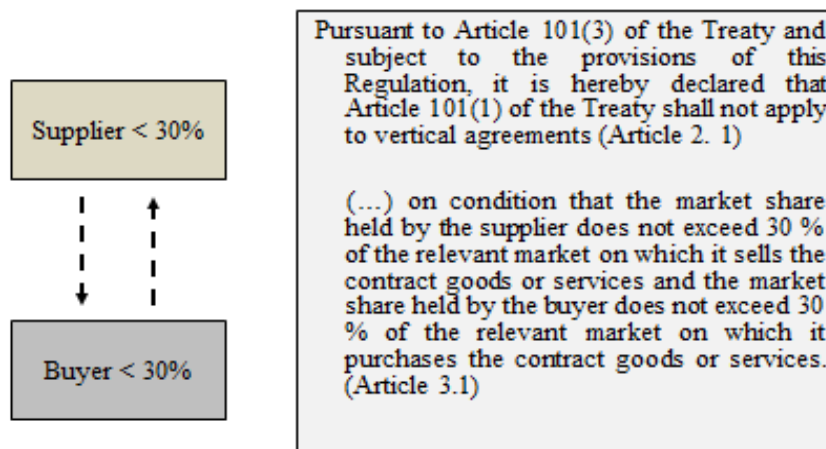 Supplier < 30%
Buyer < 30%
Pursuant to Article 101(3) of the Treaty and
subject to the provisions of this
Regulation, it is hereby declared that
Article 101(1) of the Treaty shall not apply
to vertical agreements (Article 2. 1)
(…) on condition that the market share
held by the supplier does not exceed 30 %
of the relevant market on which it sells the
contract goods or services and the market
share held by the buyer does not exceed 30
% of the relevant market on which it
purchases the contract goods or services.
(Article 3.1)